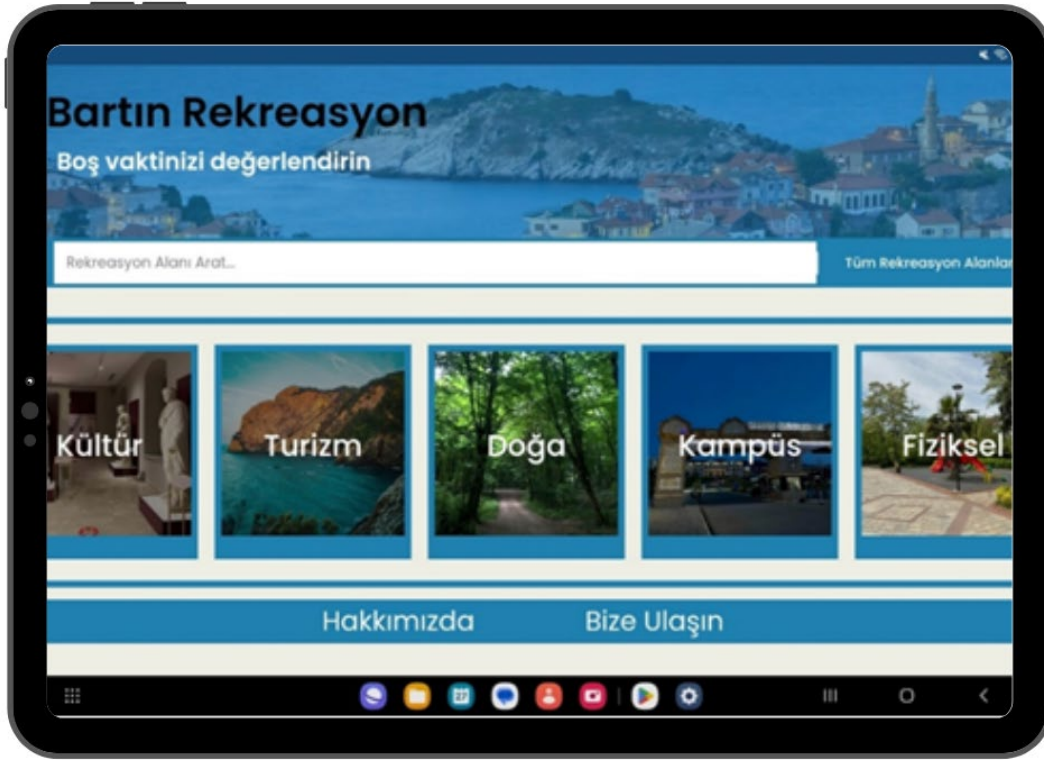 Bartın Rekreasyon
Boş vaktinizi değerlendirin
Rekreasyon Alanı Arat...
Tüm Rekreasyon Alanlar
Kültür
Turizm
Doğa
Kampüs
Fiziksel
Hakkımızda
Bize Ulaşın
27